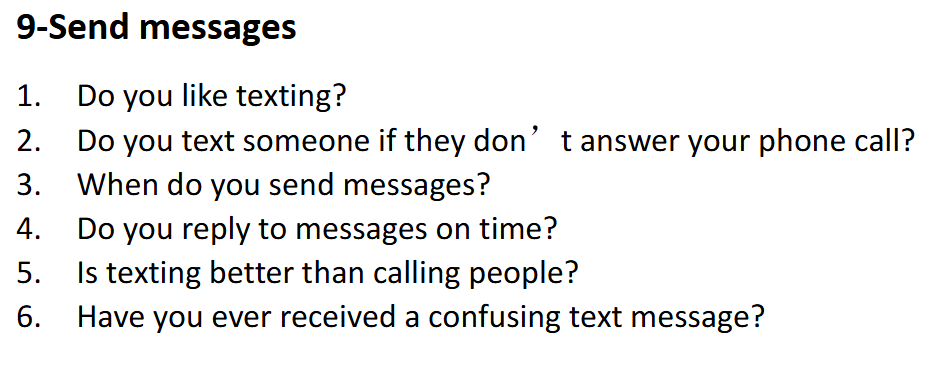 9-Send messages
1. Do you like texting?
2. Do you text someone if they don’t answer your phone call?
3. When do you send messages?
4. Do you reply to messages on time?
5. Is texting better than calling people?
6. Have you ever received a confusing text message?